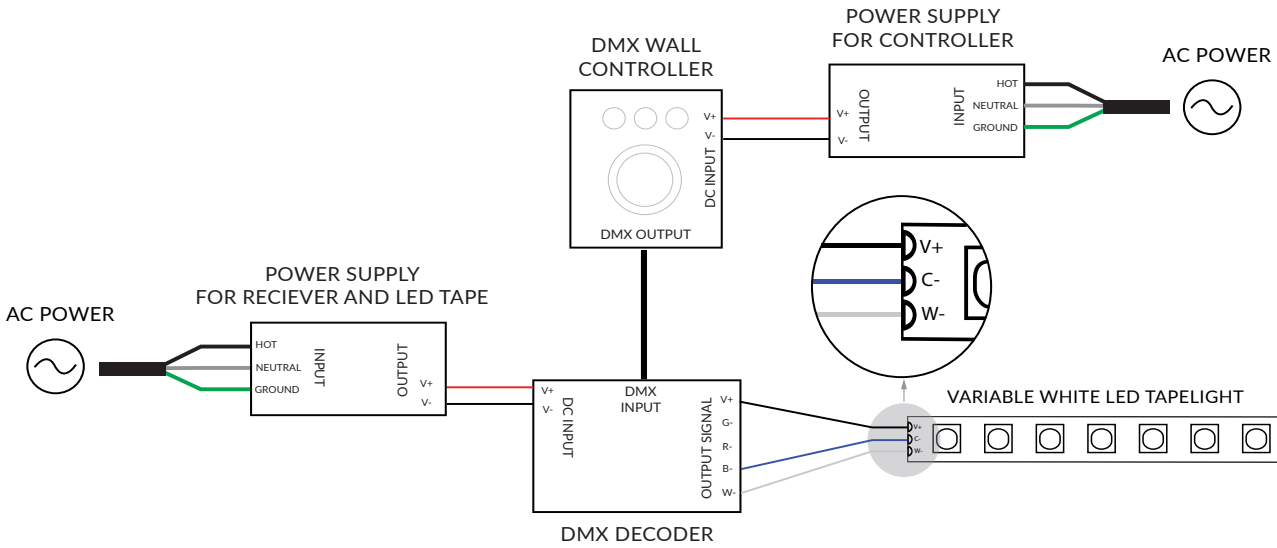 POWER SUPPLY
FOR CONTROLLER
DMX WALL
CONTROLLER
AC POWER
HOT
NEUTRAL
GROUND
INPUT
OUTPUT
V+
V-
V+
V-
DC INPUT
DMX OUTPUT
POWER SUPPLY
FOR RECIEVER AND LED TAPE
AC POWER
HOT
NEUTRAL
GROUND
INPUT
OUTPUT
V+
V-
V+
V-
DC INPUT
DMX
INPUT
OUTPUT SIGNAL
V+
G-
R-
B-
W-
DMX DECODER
V+
C-
W-
VARIABLE WHITE LED TAPELIGHT
V+
C-
W-